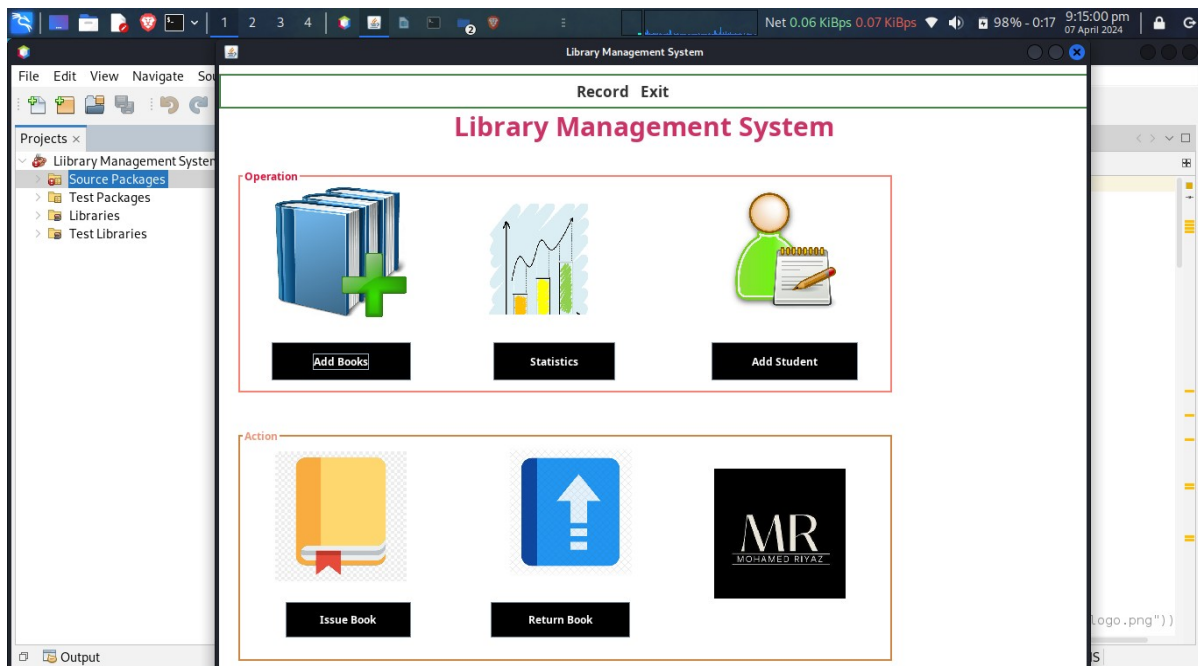 1 2 3 4
2
Net 0.06 KiBps 0.07 KiBps
98% - 0:17
9:15:00 pm
07 April 2024
Library Management System
File Edit View Navigate Sou
Record Exit
Library Management System
Projects
Liibrary Management System
Source Packages
Test Packages
Libraries
Test Libraries
Operation
Add Books
Statistics
Add Student
Action
MR
MOHAMED RIYAZ
Issue Book
Return Book
logo.png"))
Output